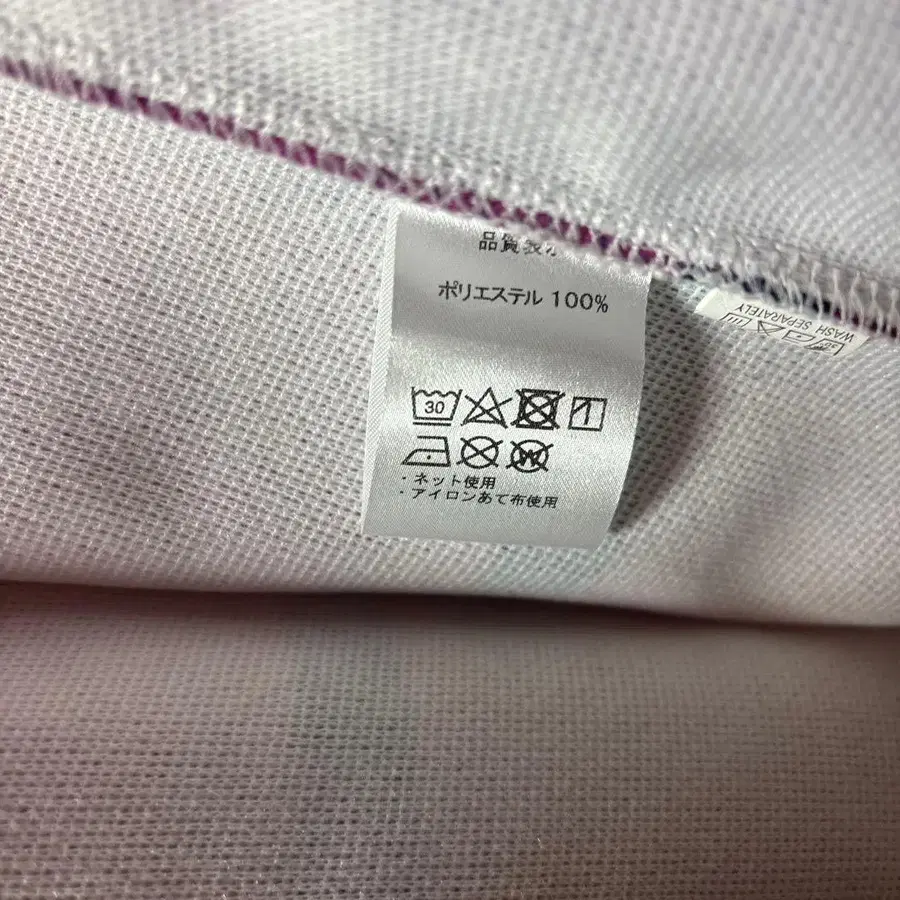 品質表示
ポリエステル 100%
30
W
・ネット使用
・アイロンあて布使用
WASH SEPARATELY
30